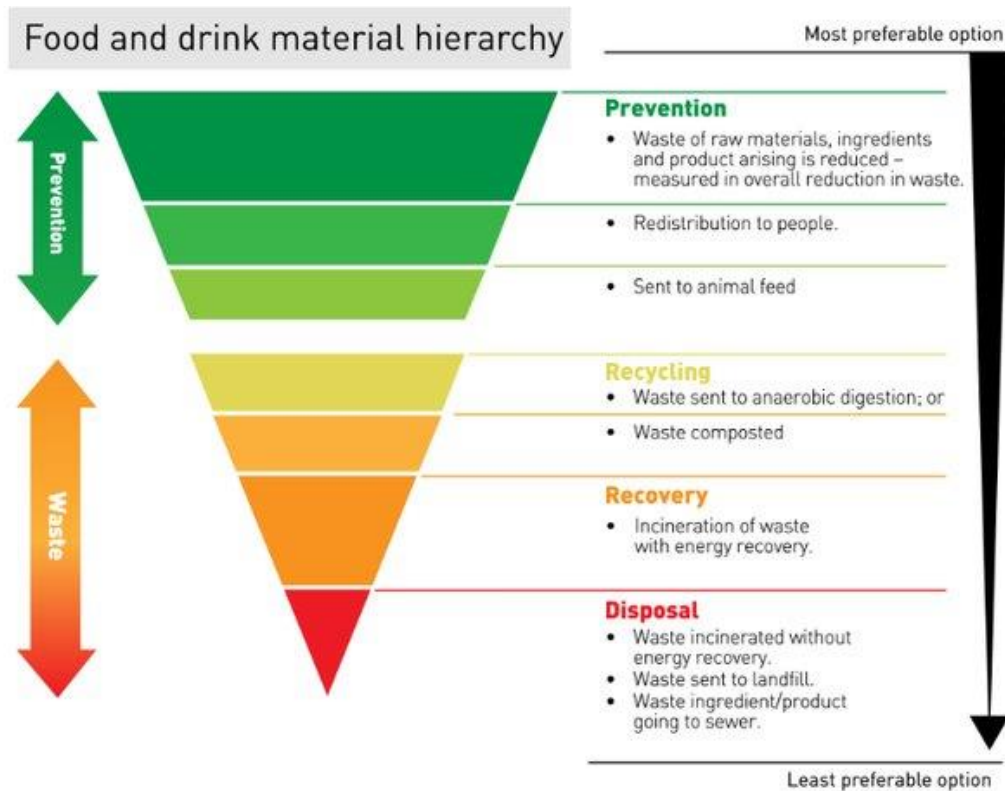 Food and drink material hierarchy
Most preferable option
Prevention
Prevention
• Waste of raw materials, ingredients
and product arising is reduced –
measured in overall reduction in waste.
• Redistribution to people.
• Sent to animal feed
Waste
Recycling
• Waste sent to anaerobic digestion; or
• Waste composted
Recovery
• Incineration of waste
with energy recovery.
Disposal
• Waste incinerated without
energy recovery.
• Waste sent to landfill.
• Waste ingredient/product
going to sewer.
Least preferable option